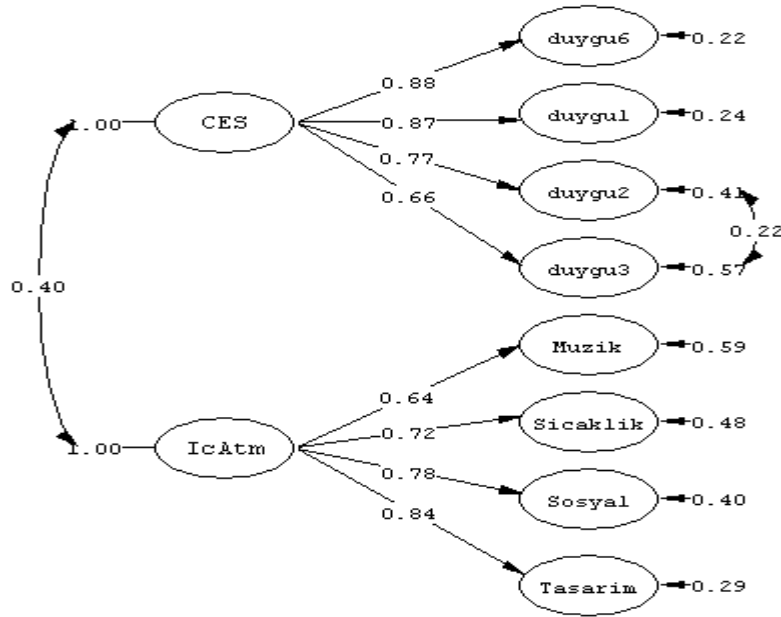 duygu6 0.22
0.88
1.00 CES 0.87 duygu1 0.24
0.77
duygu2 0.41
0.66
0.22
duygu3 0.57
0.40
Muzik 0.59
0.64
Sicaklik 0.48
0.72
1.00 IcAtm
0.78
Sosyal 0.40
0.84
Tasarim 0.29